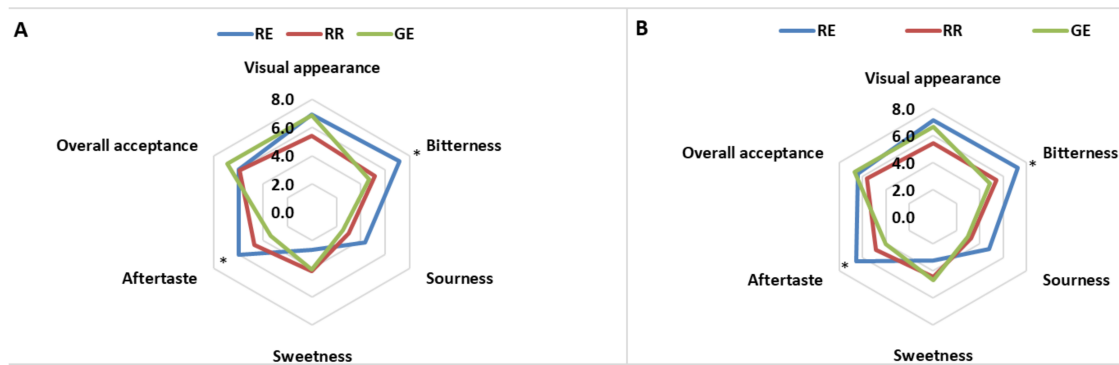 A
RE RR GE
Visual appearance
8.0
6.0
4.0
2.0
0.0
Overall acceptance
* Bitterness
Aftertaste
*
Sourness
Sweetness
B
RE RR GE
Visual appearance
8.0
6.0
4.0
2.0
0.0
Overall acceptance
Bitterness
*
Aftertaste
*
Sourness
Sweetness